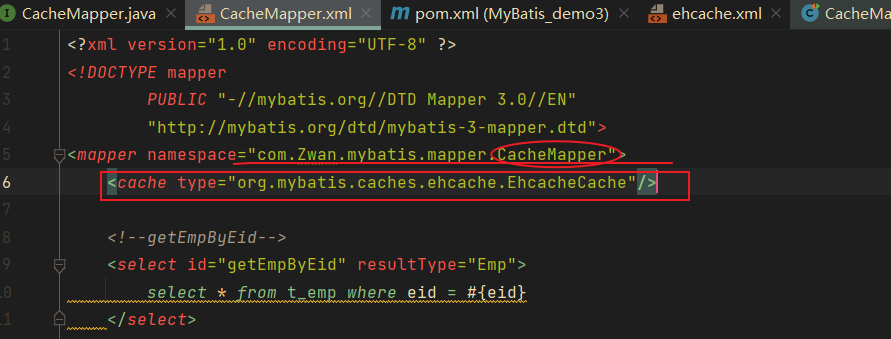 CacheMapper.java × CacheMapper.xml × pom.xml (MyBatis_demo3) × ehcache.xml × CacheMa
1 <?xml version="1.0" encoding="UTF-8" ?>
2 <!DOCTYPE mapper
3 PUBLIC "-//mybatis.org//DTD Mapper 3.0//EN"
4 "http://mybatis.org/dtd/mybatis-3-mapper.dtd">
5 <mapper namespace="com.Zwan.mybatis.mapper.CacheMapper">
6 <cache type="org.mybatis.caches.ehcache.EhcacheCache"/>
7
8 <!--getEmpByEid-->
9 <select id="getEmpByEid" resultType="Emp">
10 select * from t_emp where eid = #{eid}
11 </select>